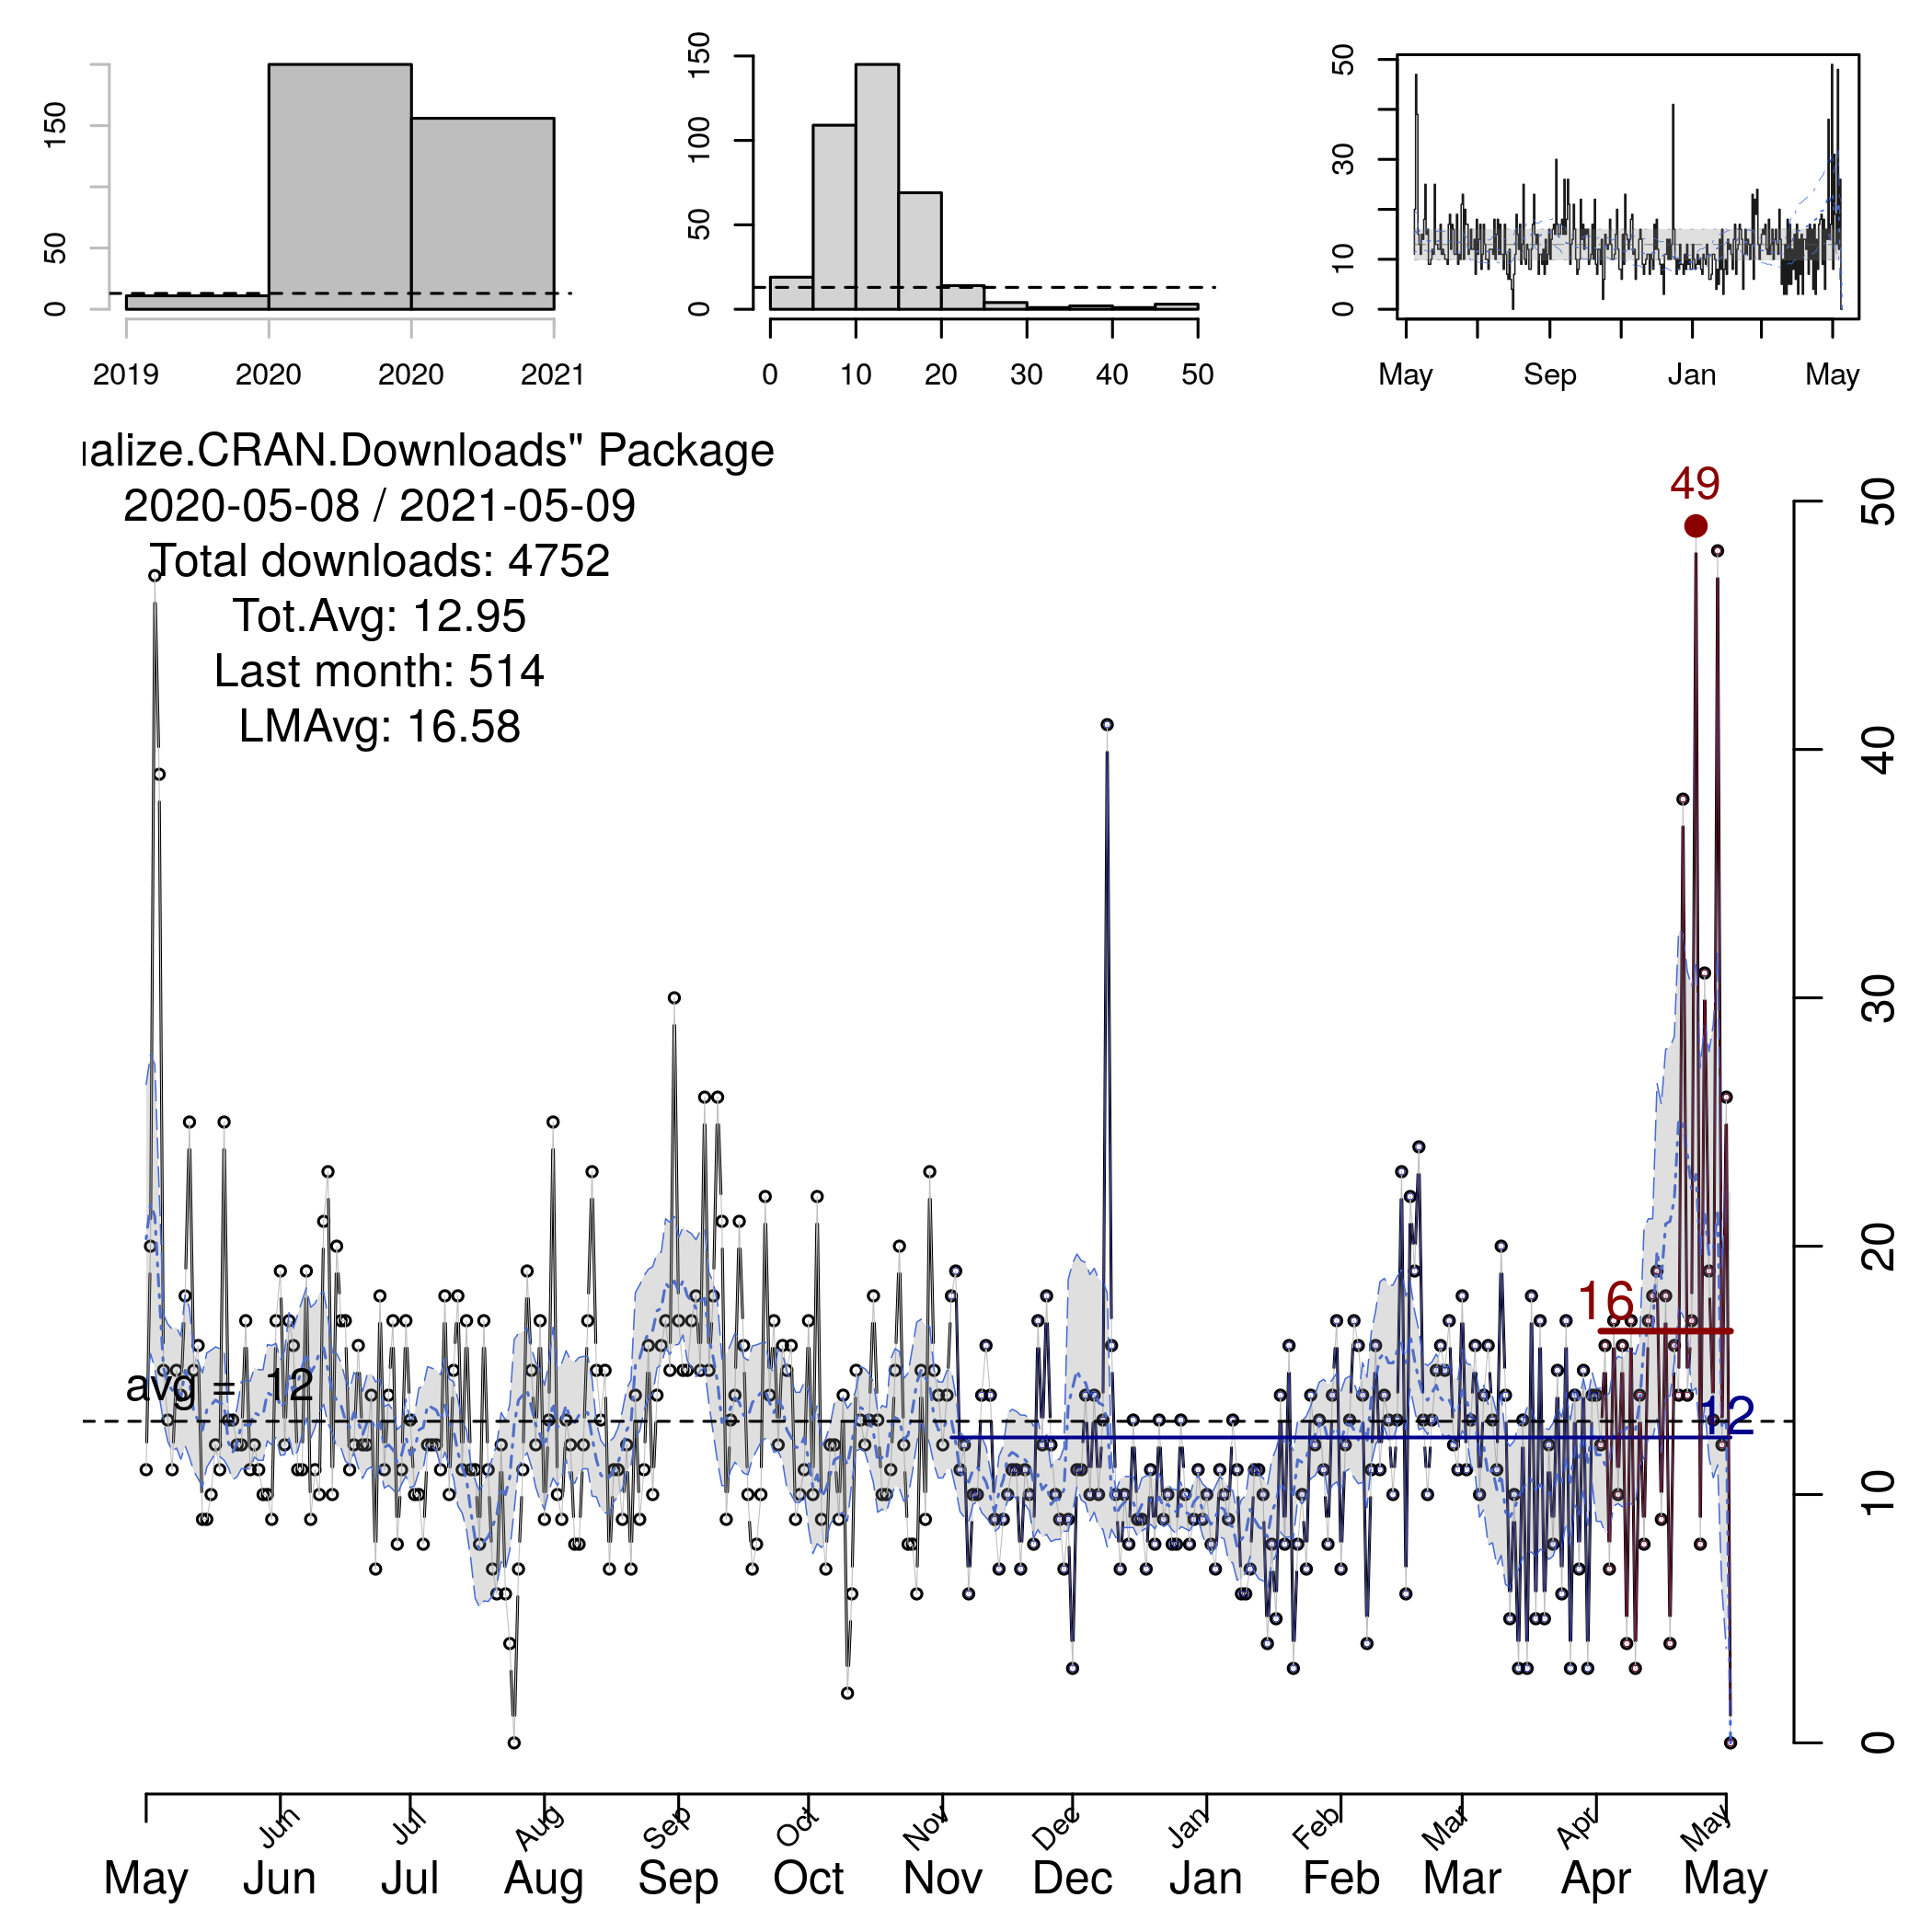 150
50
0
2019 2020 2020 2021
150
100
50
0
0 10 20 30 40 50
50
30
10
0
May Sep Jan May
alize.CRAN.Downloads" Package
2020-05-08 / 2021-05-09
Total downloads: 4752
Tot.Avg: 12.95
Last month: 514
LMAvg: 16.58
49
50
40
30
20
10
0
16
avg = 12
12
Jun Jul Aug Sep Oct Nov Dec Jan Feb Mar Apr May
May Jun Jul Aug Sep Oct Nov Dec Jan Feb Mar Apr May